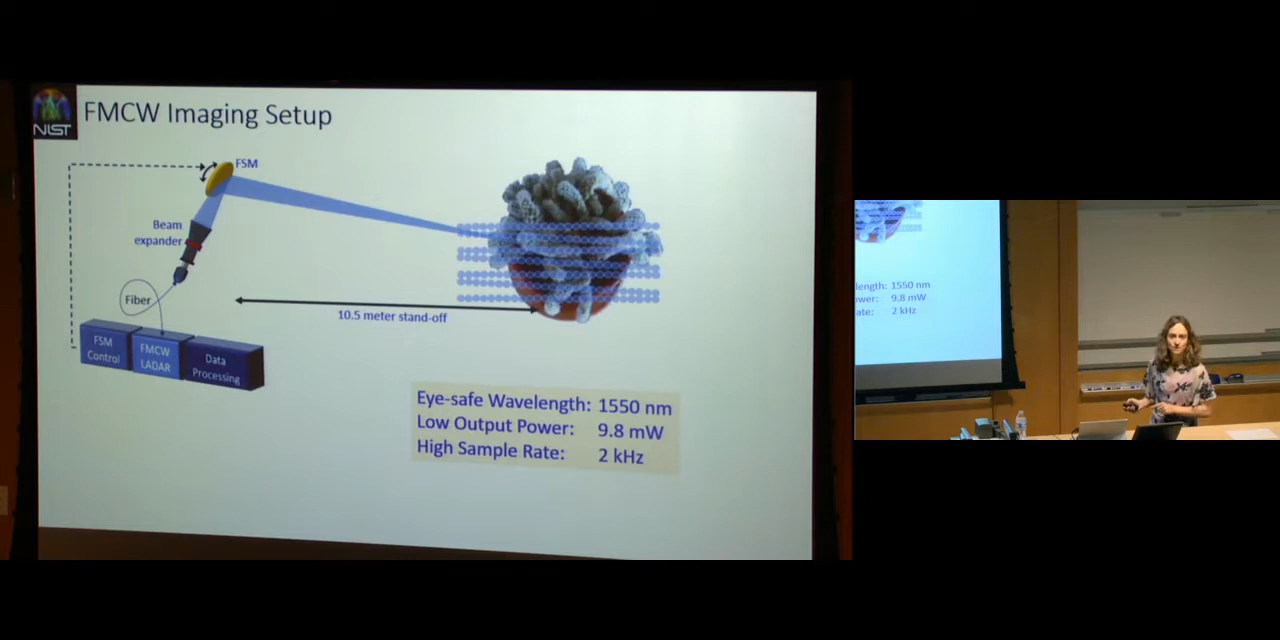 NIST
FMCW Imaging Setup
FSM
Beam
expander
Fiber
10.5 meter stand-off
FSM
Control
FMCW
LADAR
Data
Processing
Eye-safe Wavelength: 1550 nm
Low Output Power: 9.8 mW
High Sample Rate: 2 kHz
length: 1550 nm
ower: 9.8 mW
ate: 2 kHz